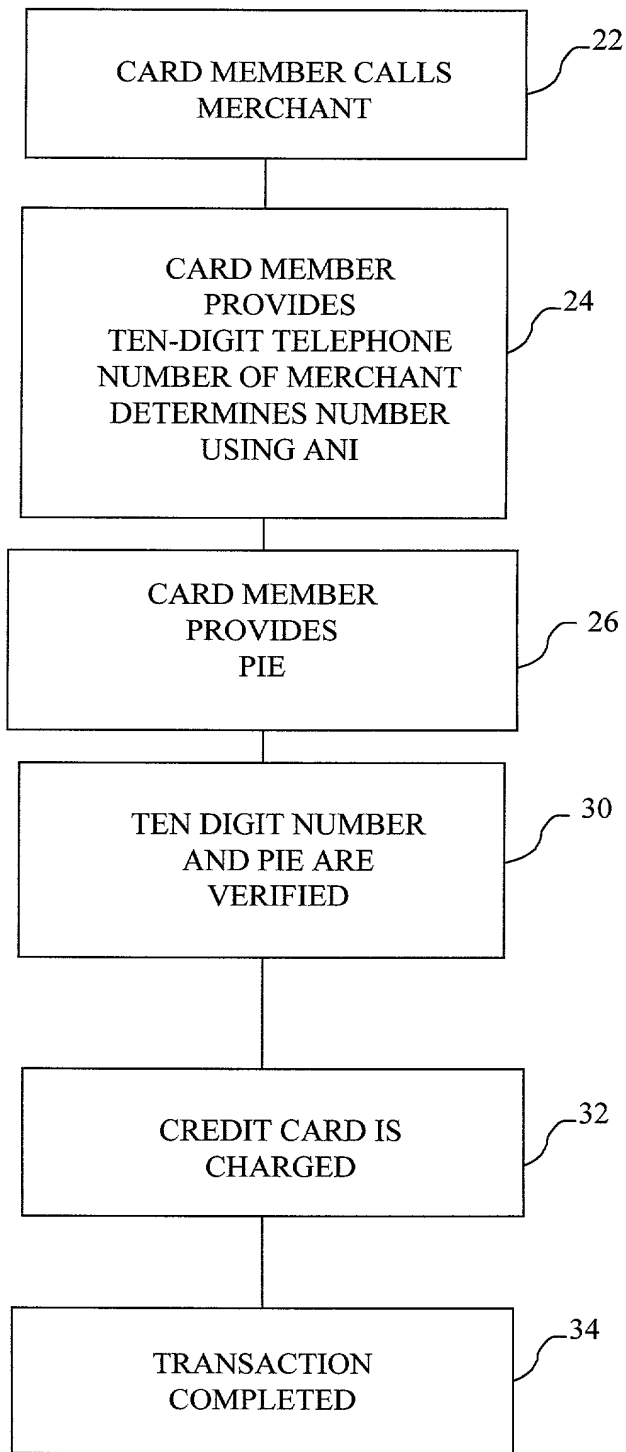 CARD MEMBER CALLS
MERCHANT
22
CARD MEMBER
PROVIDES
TEN-DIGIT TELEPHONE
NUMBER OF MERCHANT
DETERMINES NUMBER
USING ANI
24
CARD MEMBER
PROVIDES
PIE
26
TEN DIGIT NUMBER
AND PIE ARE
VERIFIED
30
CREDIT CARD IS
CHARGED
32
TRANSACTION
COMPLETED
34